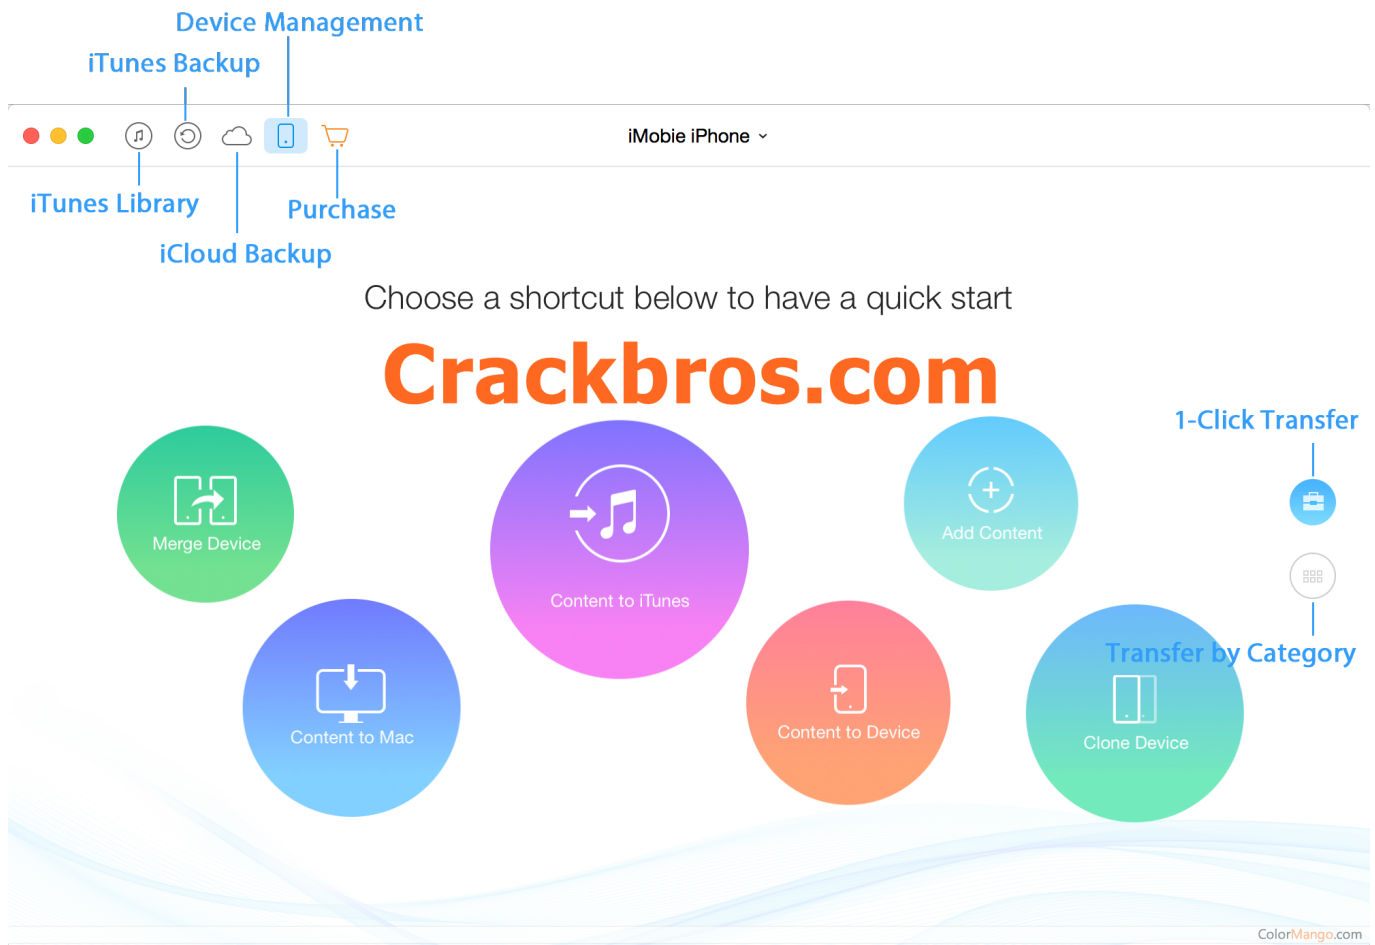 Device Management
iTunes Backup
iMobie iPhone
iTunes Library
Purchase
iCloud Backup
Choose a shortcut below to have a quick start
Crackbros.com
1-Click Transfer
Merge Device
Add Content
Content to iTunes
Transfer by Category
Content to Mac
Content to Device
Clone Device
ColorMango.com